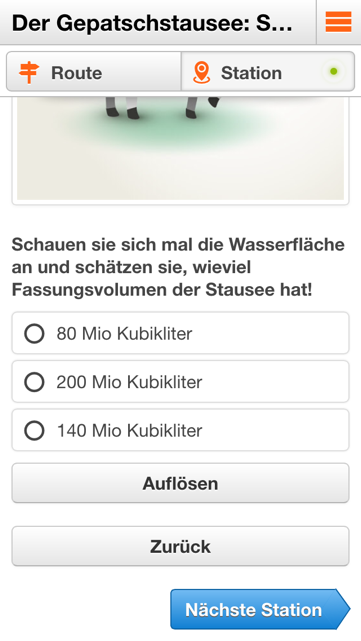 Der Gepatschstausee: S...
Route
Station
Schauen sie sich mal die Wasserfläche
an und schätzen sie, wieviel
Fassungsvolumen der Stausee hat!
80 Mio Kubikliter
200 Mio Kubikliter
140 Mio Kubikliter
Auflösen
Zurück
Nächste Station